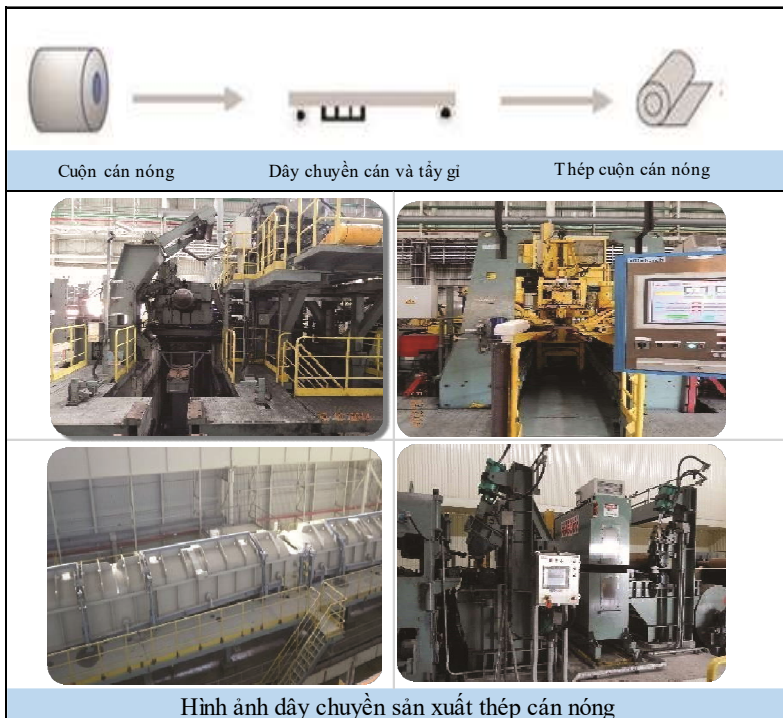 Cuộn cán nóng
Dây chuyền cán và tẩy gỉ
Thép cuộn cán nóng
Hình ảnh dây chuyền sản xuất thép cán nóng